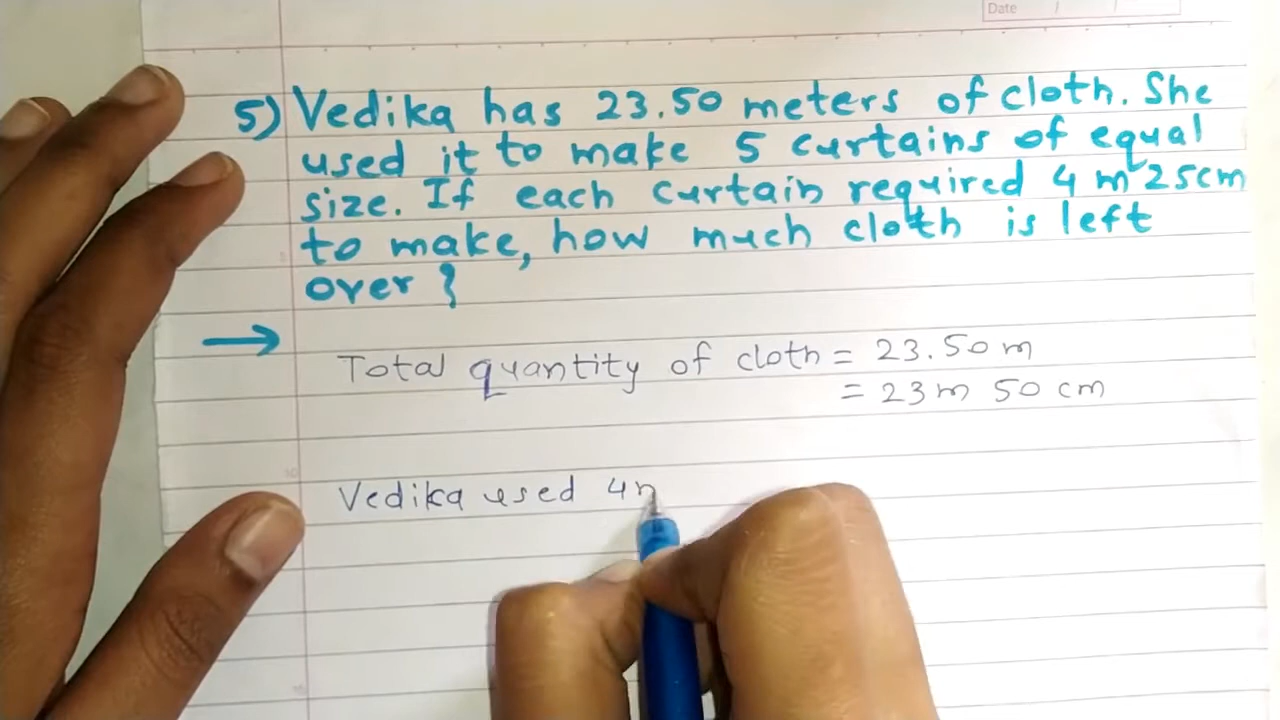 Date / /
5) Vedika has 23.50 meters of cloth. She
used it to make 5 curtains of equal
size. If each curtain required 4 m 25cm
to make, how much cloth is left
over ?
→ Total quantity of cloth = 23.50 m
= 23 m 50 cm
Vedika used 4